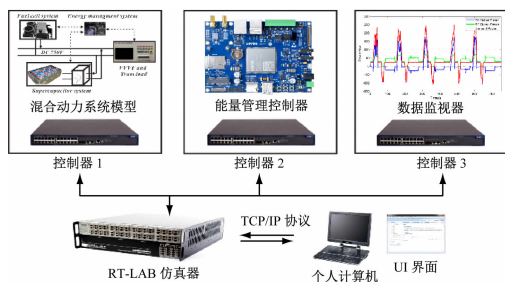 Fuel cell system
Energy managment system
DC 750V
VVVF and
Tram load
Supercapacitor system
混合动力系统模型
能量管理控制器
数据监视器
控制器 1
控制器 2
控制器 3
TCP/IP 协议
RT-LAB 仿真器
个人计算机
UI 界面